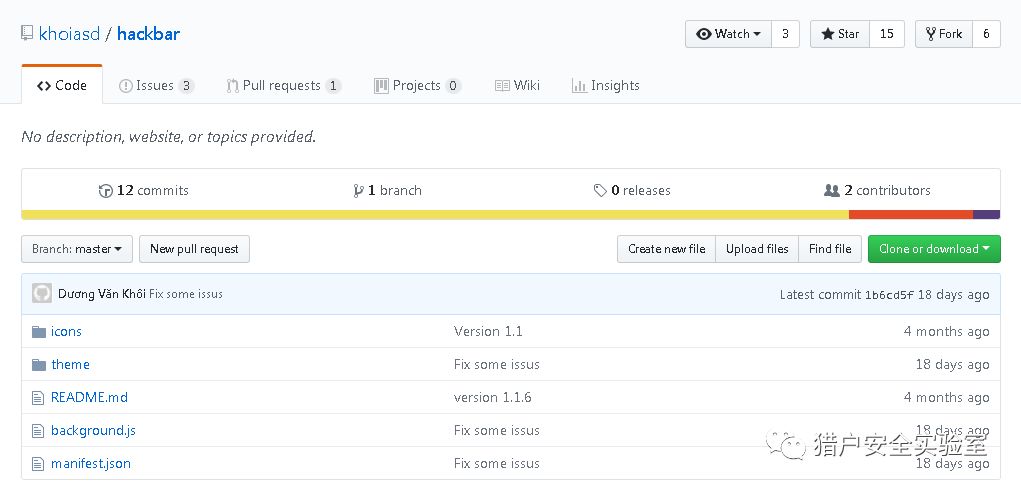 khoiasd / hackbar
Watch 3 Star 15 Fork 6
Code Issues 3 Pull requests 1 Projects 0 Wiki Insights
No description, website, or topics provided.
12 commits 1 branch 0 releases 2 contributors
Branch: master New pull request Create new file Upload files Find file Clone or download
Dương Văn Khôi Fix some issus Latest commit 1b6cd5f 18 days ago
icons Version 1.1 4 months ago
theme Fix some issus 18 days ago
README.md version 1.1.6 4 months ago
background.js Fix some issus 18 days ago
manifest.json Fix some issus 18 days ago
猎户安全实验室